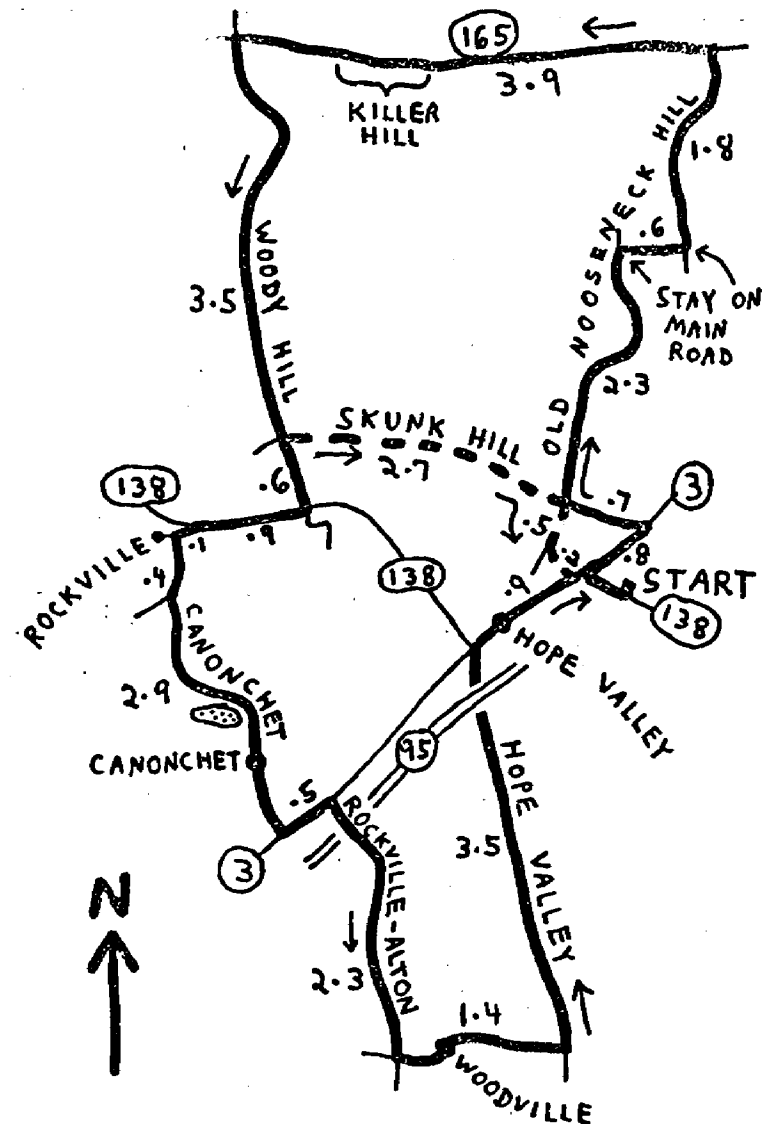 165
3.9
KILLER
HILL
1.8
OLD NOOSENECK HILL
.6
STAY ON
MAIN
ROAD
WOODY HILL
3.5
2.3
SKUNK HILL
2.7
.6
138
.7
3
.5
.2
.8
START
138
.1
.9
ROCKVILLE
.4
138
.9
HOPE VALLEY
CANONCHET
2.9
95
CANONCHET
.5
3
ROCKVILLE-ALTON
HOPE VALLEY
3.5
N
2.3
1.4
WOODVILLE